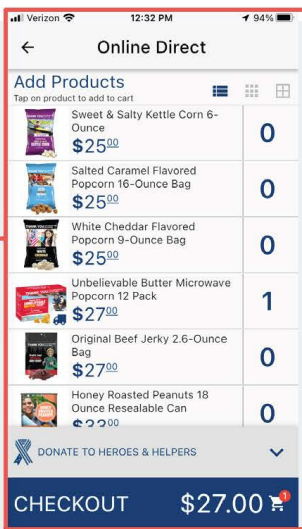 Verizon 12:32 PM 94%
Online Direct
Add Products
Tap on product to add to cart
Sweet & Salty Kettle Corn 6-
Ounce
$25.00
0
Salted Caramel Flavored
Popcorn 16-Ounce Bag
$25.00
0
White Cheddar Flavored
Popcorn 9-Ounce Bag
$25.00
0
Unbelievable Butter Microwave
Popcorn 12 Pack
$27.00
1
Original Beef Jerky 2.6-Ounce
Bag
$27.00
0
Honey Roasted Peanuts 18
Ounce Resealable Can
0
DONATE TO HEROES & HELPERS
CHECKOUT $27.00 1